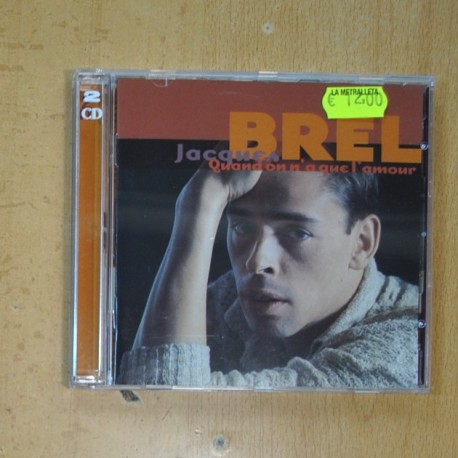 2
CD
LA METRALLETA
€ 12,00
BREL
Jacques
Quand on n'a que l'amour